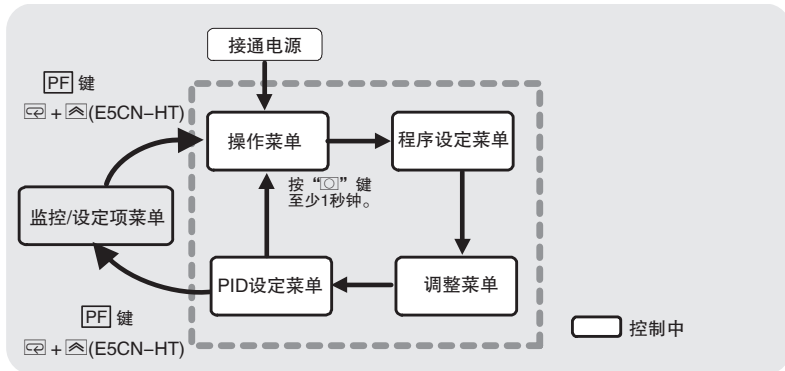 接通电源
PF 键
+ (E5CN-HT)
操作菜单
程序设定菜单
按“ ”键
至少1秒钟。
监控/设定项菜单
PID设定菜单
调整菜单
PF 键
+ (E5CN-HT)
控制中